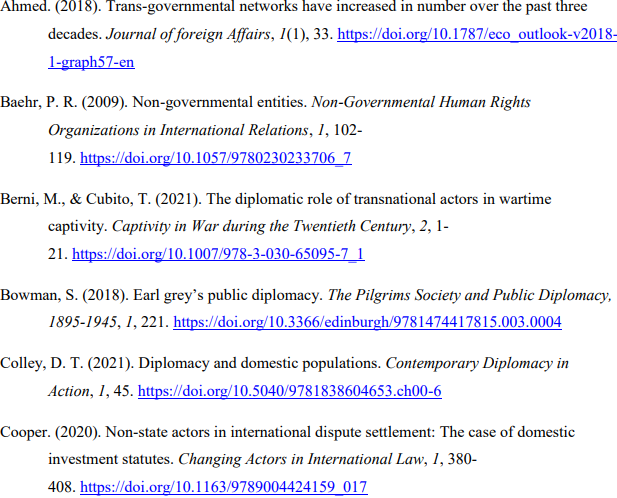 Ahmed. (2018). Trans-governmental networks have increased in number over the past three
decades. Journal of foreign Affairs, 1(1), 33. https://doi.org/10.1787/eco_outlook-v2018-
1-graph57-en
Baehr, P. R. (2009). Non-governmental entities. Non-Governmental Human Rights
Organizations in International Relations, 1, 102-
119. https://doi.org/10.1057/9780230233706_7
Berni, M., & Cubito, T. (2021). The diplomatic role of transnational actors in wartime
captivity. Captivity in War during the Twentieth Century, 2, 1-
21. https://doi.org/10.1007/978-3-030-65095-7_1
Bowman, S. (2018). Earl grey’s public diplomacy. The Pilgrims Society and Public Diplomacy,
1895-1945, 1, 221. https://doi.org/10.3366/edinburgh/9781474417815.003.0004
Colley, D. T. (2021). Diplomacy and domestic populations. Contemporary Diplomacy in
Action, 1, 45. https://doi.org/10.5040/9781838604653.ch00-6
Cooper. (2020). Non-state actors in international dispute settlement: The case of domestic
investment statutes. Changing Actors in International Law, 1, 380-
408. https://doi.org/10.1163/9789004424159_017